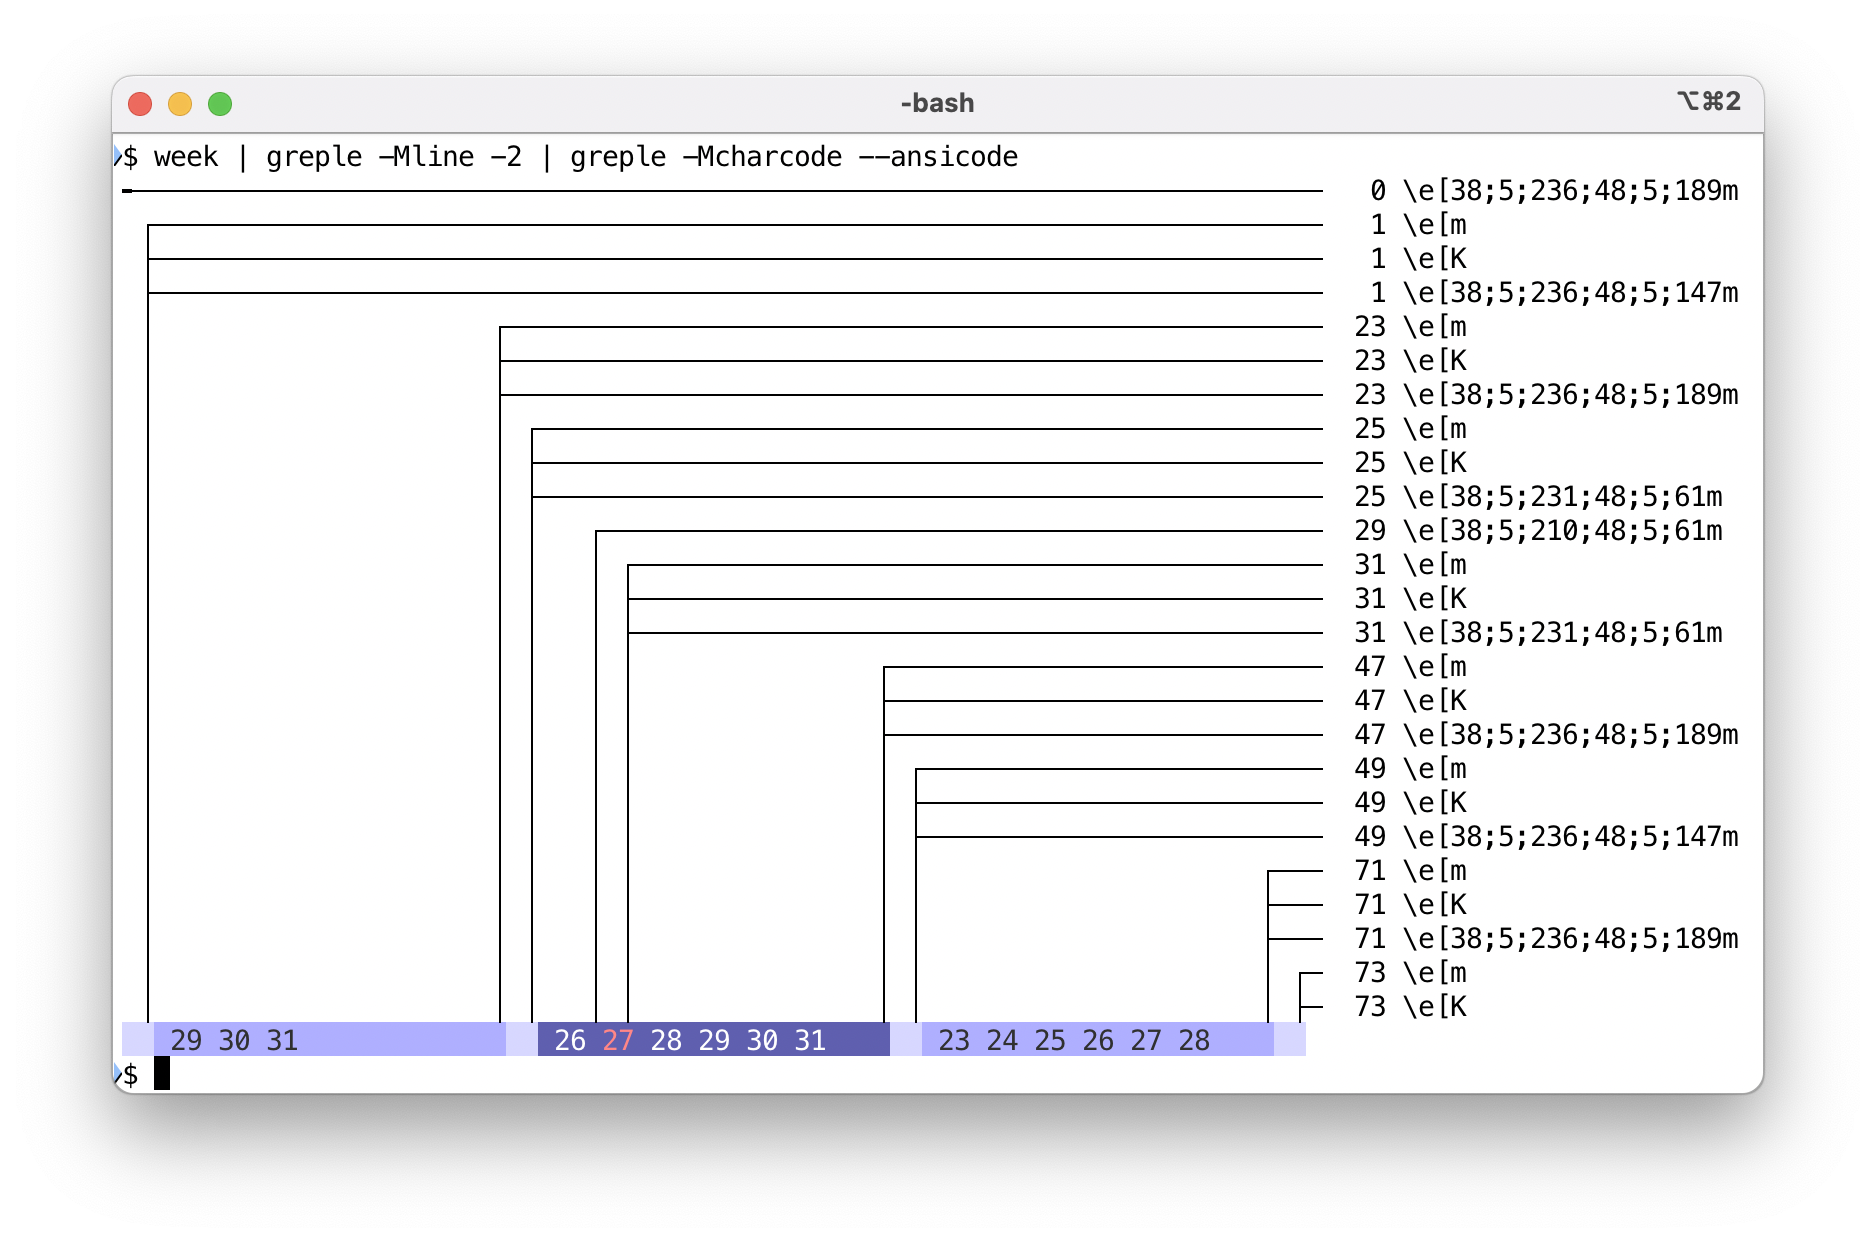 -bash
⌥⌘2
$ week | greple -Mline -2 | greple -Mcharcode --ansicode
0 \e[38;5;236;48;5;189m
1 \e[m
1 \e[K
1 \e[38;5;236;48;5;147m
23 \e[m
23 \e[K
23 \e[38;5;236;48;5;189m
25 \e[m
25 \e[K
25 \e[38;5;231;48;5;61m
29 \e[38;5;210;48;5;61m
31 \e[m
31 \e[K
31 \e[38;5;231;48;5;61m
47 \e[m
47 \e[K
47 \e[38;5;236;48;5;189m
49 \e[m
49 \e[K
49 \e[38;5;236;48;5;147m
71 \e[m
71 \e[K
71 \e[38;5;236;48;5;189m
73 \e[m
73 \e[K
29 30 31 26 27 28 29 30 31 23 24 25 26 27 28
$